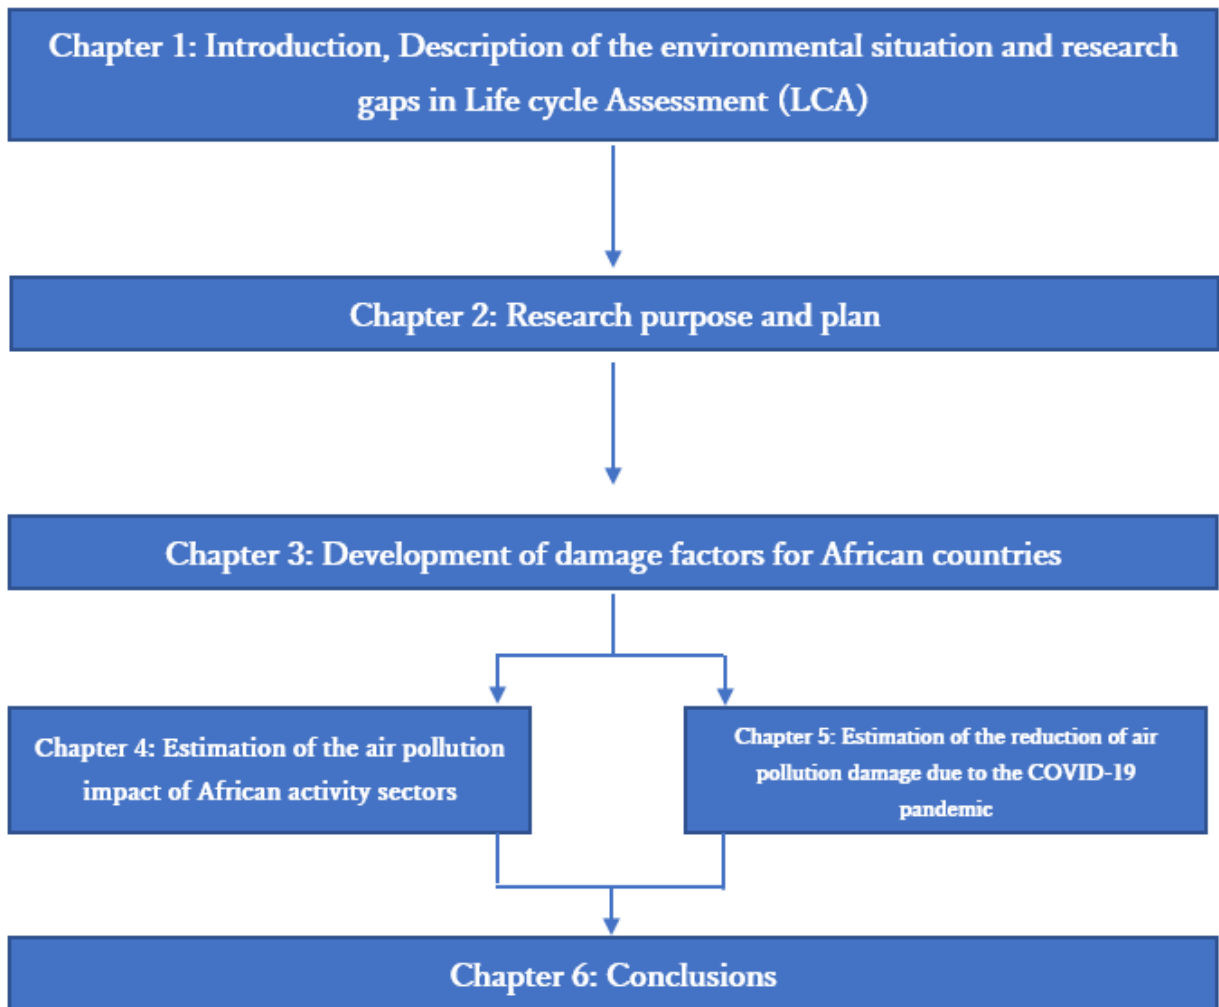 Chapter 1: Introduction, Description of the environmental situation and research
gaps in Life cycle Assessment (LCA)
Chapter 2: Research purpose and plan
Chapter 3: Development of damage factors for African countries
Chapter 4: Estimation of the air pollution
impact of African activity sectors
Chapter 5: Estimation of the reduction of air
pollution damage due to the COVID-19
pandemic
Chapter 6: Conclusions